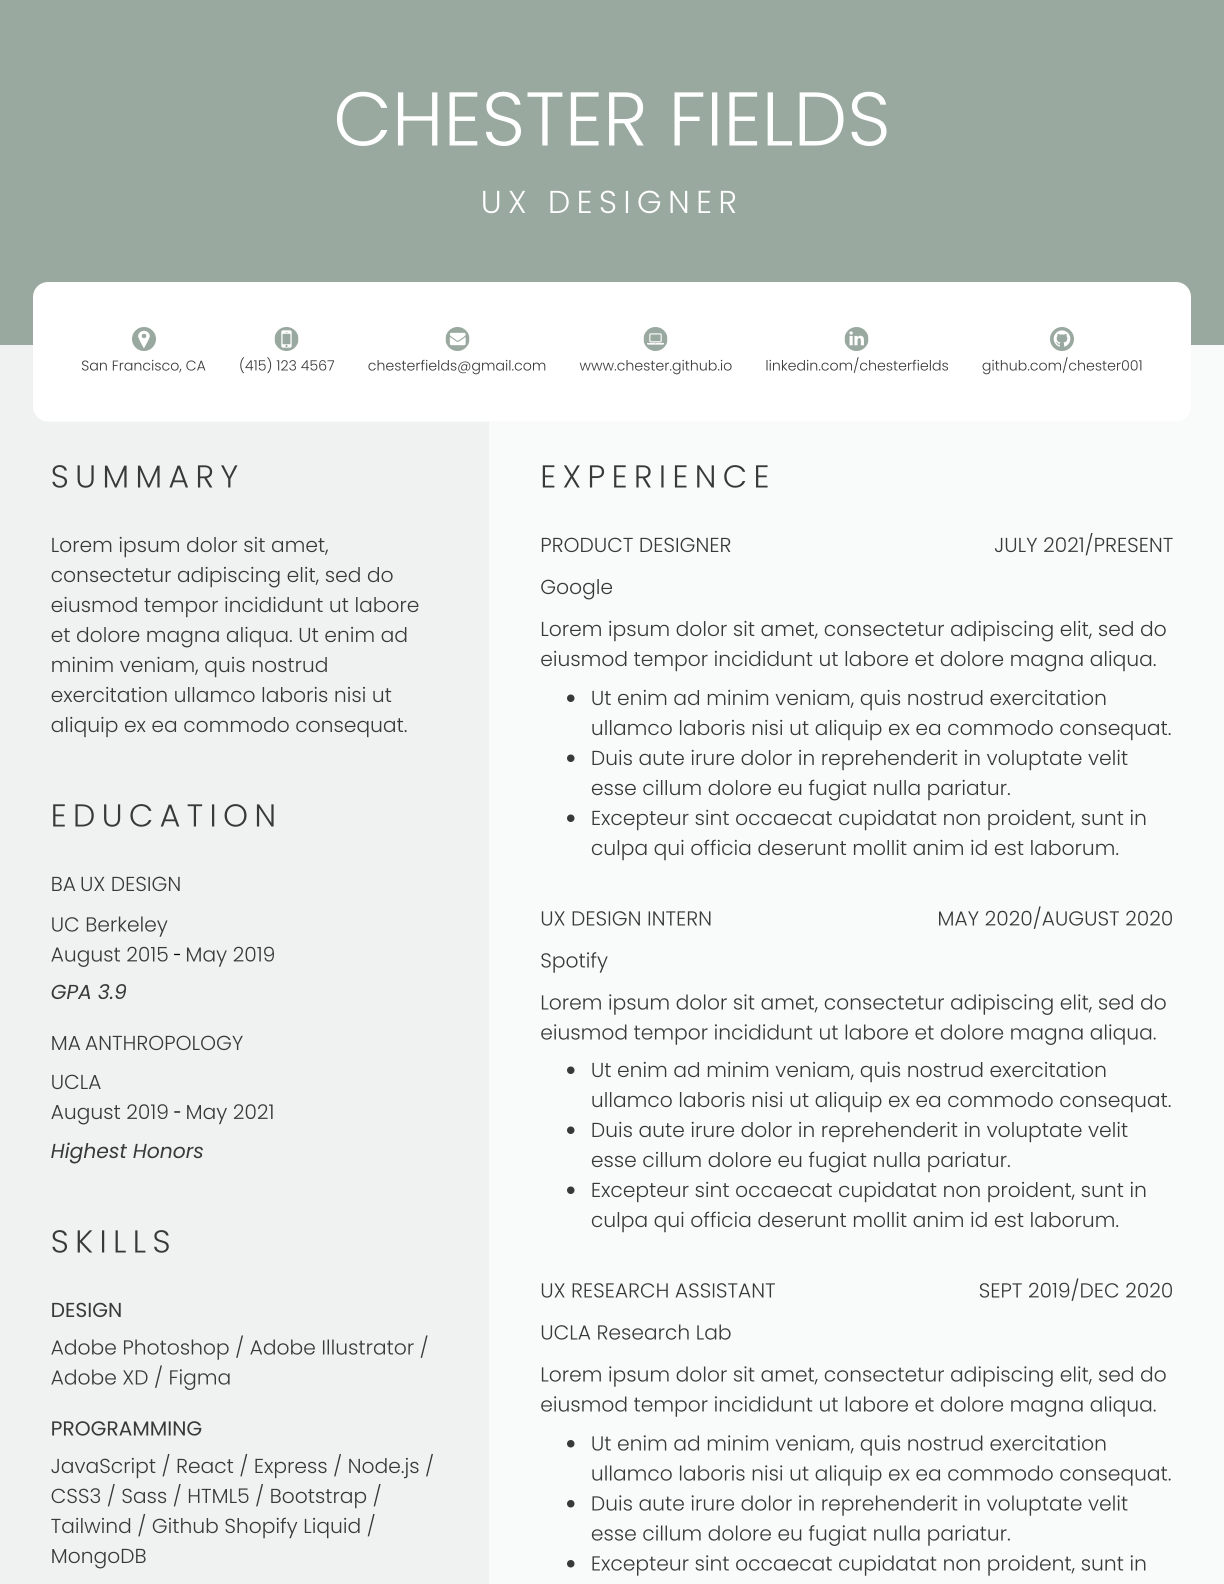 CHESTER FIELDS
UX DESIGNER
San Francisco, CA
(415) 123 4567
chesterfields@gmail.com
www.chester.github.io
linkedin.com/chesterfields
github.com/chester001
SUMMARY
Lorem ipsum dolor sit amet,
consectetur adipiscing elit, sed do
eiusmod tempor incididunt ut labore
et dolore magna aliqua. Ut enim ad
minim veniam, quis nostrud
exercitation ullamco laboris nisi ut
aliquip ex ea commodo consequat.
EDUCATION
BA UX DESIGN
UC Berkeley
August 2015 - May 2019
GPA 3.9
MA ANTHROPOLOGY
UCLA
August 2019 - May 2021
Highest Honors
SKILLS
DESIGN
Adobe Photoshop / Adobe Illustrator /
Adobe XD / Figma
PROGRAMMING
JavaScript / React / Express / Node.js /
CSS3 / Sass / HTML5 / Bootstrap /
Tailwind / Github Shopify Liquid /
MongoDB
EXPERIENCE
PRODUCT DESIGNER JULY 2021/PRESENT
Google
Lorem ipsum dolor sit amet, consectetur adipiscing elit, sed do
eiusmod tempor incididunt ut labore et dolore magna aliqua.
• Ut enim ad minim veniam, quis nostrud exercitation
ullamco laboris nisi ut aliquip ex ea commodo consequat.
• Duis aute irure dolor in reprehenderit in voluptate velit
esse cillum dolore eu fugiat nulla pariatur.
• Excepteur sint occaecat cupidatat non proident, sunt in
culpa qui officia deserunt mollit anim id est laborum.
UX DESIGN INTERN MAY 2020/AUGUST 2020
Spotify
Lorem ipsum dolor sit amet, consectetur adipiscing elit, sed do
eiusmod tempor incididunt ut labore et dolore magna aliqua.
• Ut enim ad minim veniam, quis nostrud exercitation
ullamco laboris nisi ut aliquip ex ea commodo consequat.
• Duis aute irure dolor in reprehenderit in voluptate velit
esse cillum dolore eu fugiat nulla pariatur.
• Excepteur sint occaecat cupidatat non proident, sunt in
culpa qui officia deserunt mollit anim id est laborum.
UX RESEARCH ASSISTANT SEPT 2019/DEC 2020
UCLA Research Lab
Lorem ipsum dolor sit amet, consectetur adipiscing elit, sed do
eiusmod tempor incididunt ut labore et dolore magna aliqua.
• Ut enim ad minim veniam, quis nostrud exercitation
ullamco laboris nisi ut aliquip ex ea commodo consequat.
• Duis aute irure dolor in reprehenderit in voluptate velit
esse cillum dolore eu fugiat nulla pariatur.
• Excepteur sint occaecat cupidatat non proident, sunt in